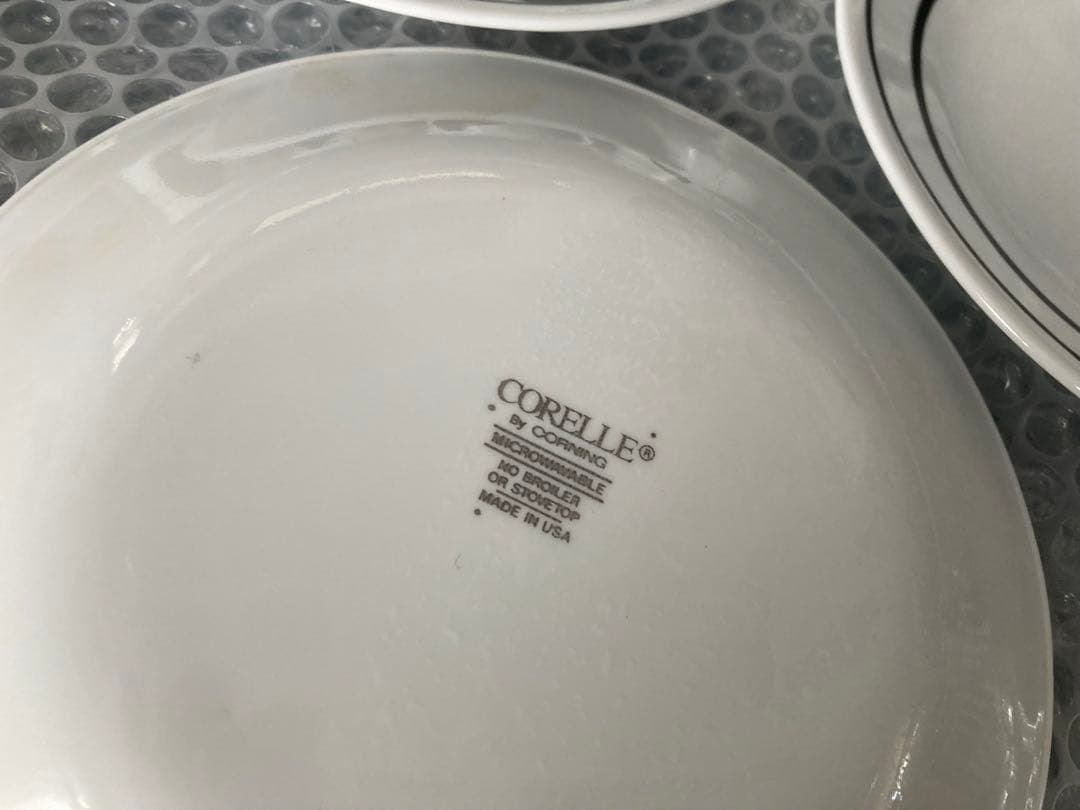 CORELLE®
By CORNING
MICROWAVABLE
NO BROILER
OR STOVETOP
MADE IN USA